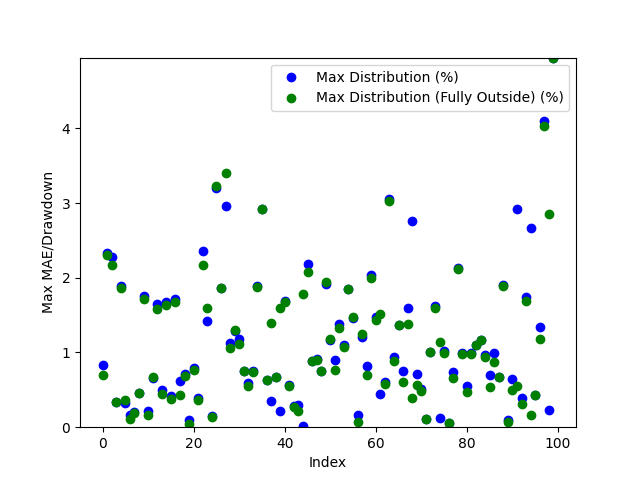 Max Distribution (%)
Max Distribution (Fully Outside) (%)
Max MAE/Drawdown
4
3
2
1
0
0
20
40
60
80
100
Index